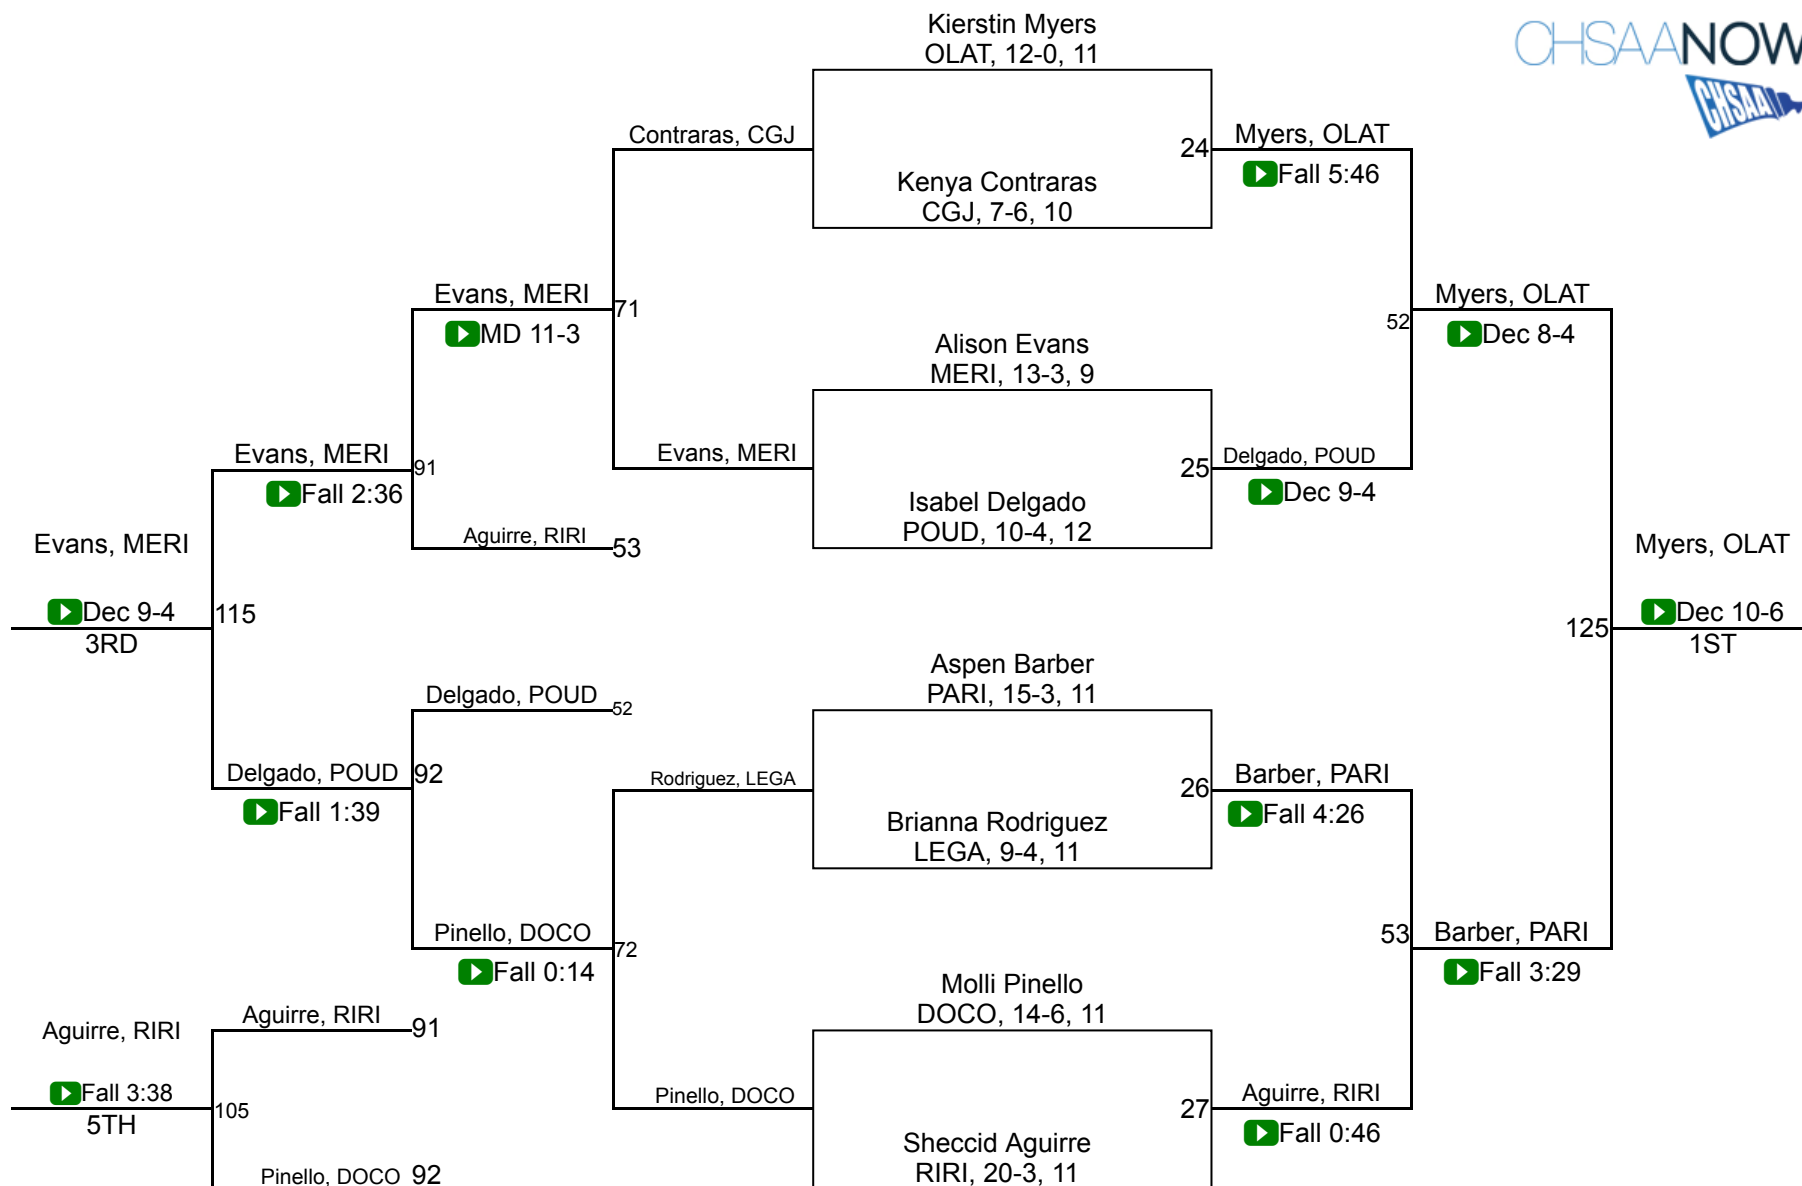 Kierstin Myers
OLAT, 12-0, 11
CHSAANOW
CHSAA
Contraras, CGJ
24
Myers, OLAT
Fall 5:46
Kenya Contraras
CGJ, 7-6, 10
Evans, MERI
71
MD 11-3
52
Myers, OLAT
Dec 8-4
Alison Evans
MERI, 13-3, 9
Evans, MERI
91
Fall 2:36
Evans, MERI
25
Delgado, POUD
Dec 9-4
Isabel Delgado
POUD, 10-4, 12
Aguirre, RIRI
53
Evans, MERI
Dec 9-4
3RD
115
Myers, OLAT
125
Dec 10-6
1ST
Aspen Barber
PARI, 15-3, 11
Delgado, POUD
52
Delgado, POUD
92
Fall 1:39
Rodriguez, LEGA
26
Barber, PARI
Fall 4:26
Brianna Rodriguez
LEGA, 9-4, 11
Pinello, DOCO
72
Fall 0:14
53
Barber, PARI
Fall 3:29
Molli Pinello
DOCO, 14-6, 11
Aguirre, RIRI
Aguirre, RIRI
91
Fall 3:38
5TH
105
Pinello, DOCO
27
Aguirre, RIRI
Fall 0:46
Sheccid Aguirre
RIRI, 20-3, 11
Pinello, DOCO
92